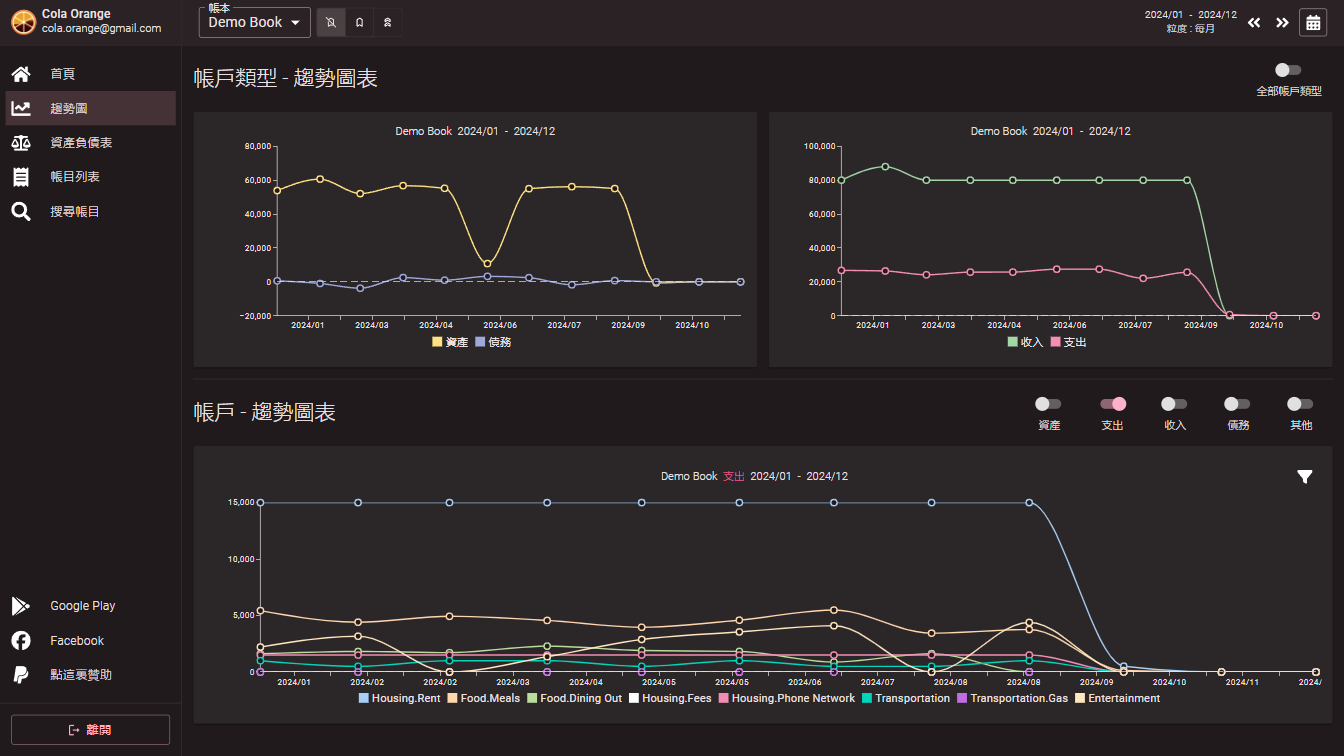 Cola Orange
cola.orange@gmail.com
帳本
Demo Book
2024/01 - 2024/12
粒度 : 每月
首頁
趨勢圖
資產負債表
帳目列表
搜尋帳目
Google Play
Facebook
點這裏贊助
離開
帳戶類型 - 趨勢圖表
全部帳戶類型
Demo Book 2024/01 - 2024/12
80,000
60,000
40,000
20,000
0
-20,000
2024/01 2024/03 2024/04 2024/06 2024/07 2024/09 2024/10
資產 債務
Demo Book 2024/01 - 2024/12
100,000
80,000
60,000
40,000
20,000
0
2024/01 2024/03 2024/04 2024/06 2024/07 2024/09 2024/10
收入 支出
帳戶 - 趨勢圖表
資產 支出 收入 債務 其他
Demo Book 支出 2024/01 - 2024/12
15,000
10,000
5,000
0
2024/01 2024/02 2024/02 2024/03 2024/04 2024/05 2024/05 2024/06 2024/07 2024/08 2024/09 2024/09 2024/10 2024/11 2024/
Housing.Rent Food.Meals Food.Dining Out Housing.Fees Housing.Phone Network Transportation Transportation.Gas Entertainment